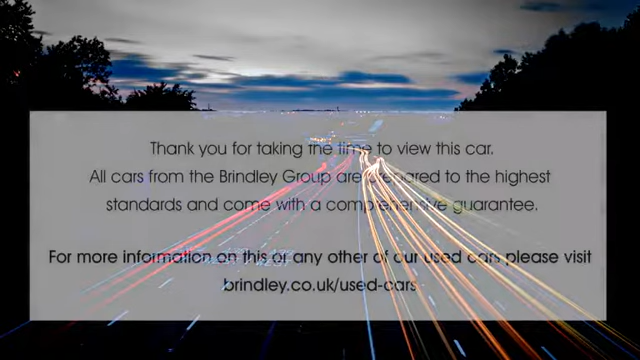 Thank you for taking the time to view this car.
All cars from the Brindley Group are prepared to the highest
standards and come with a comprehensive guarantee.
For more information on this or any other of our used cars please visit
brindley.co.uk/used-cars